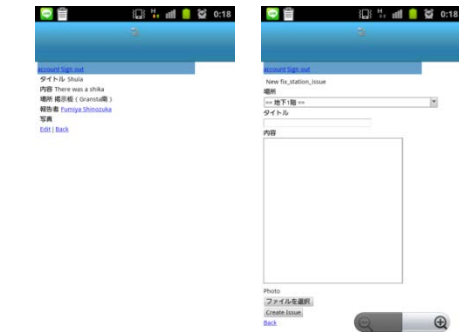 0:18
account Sign out
タイトル Shula
内容 There was a shika
場所 掲示板 ( Gransta南 )
報告者 Fumiya Shinozuka
写真
Edit | Back
0:18
account Sign out
New fix_station_issue
場所
== 地下1階 ==
タイトル
内容
Photo
ファイルを選択
Create Issue
Back